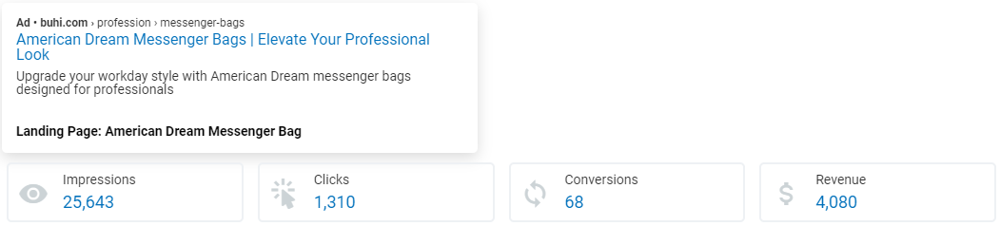 Ad • buhi.com › profession › messenger-bags
American Dream Messenger Bags | Elevate Your Professional
Look
Upgrade your workday style with American Dream messenger bags
designed for professionals
Landing Page: American Dream Messenger Bag
Impressions
25,643
Clicks
1,310
Conversions
68
Revenue
4,080